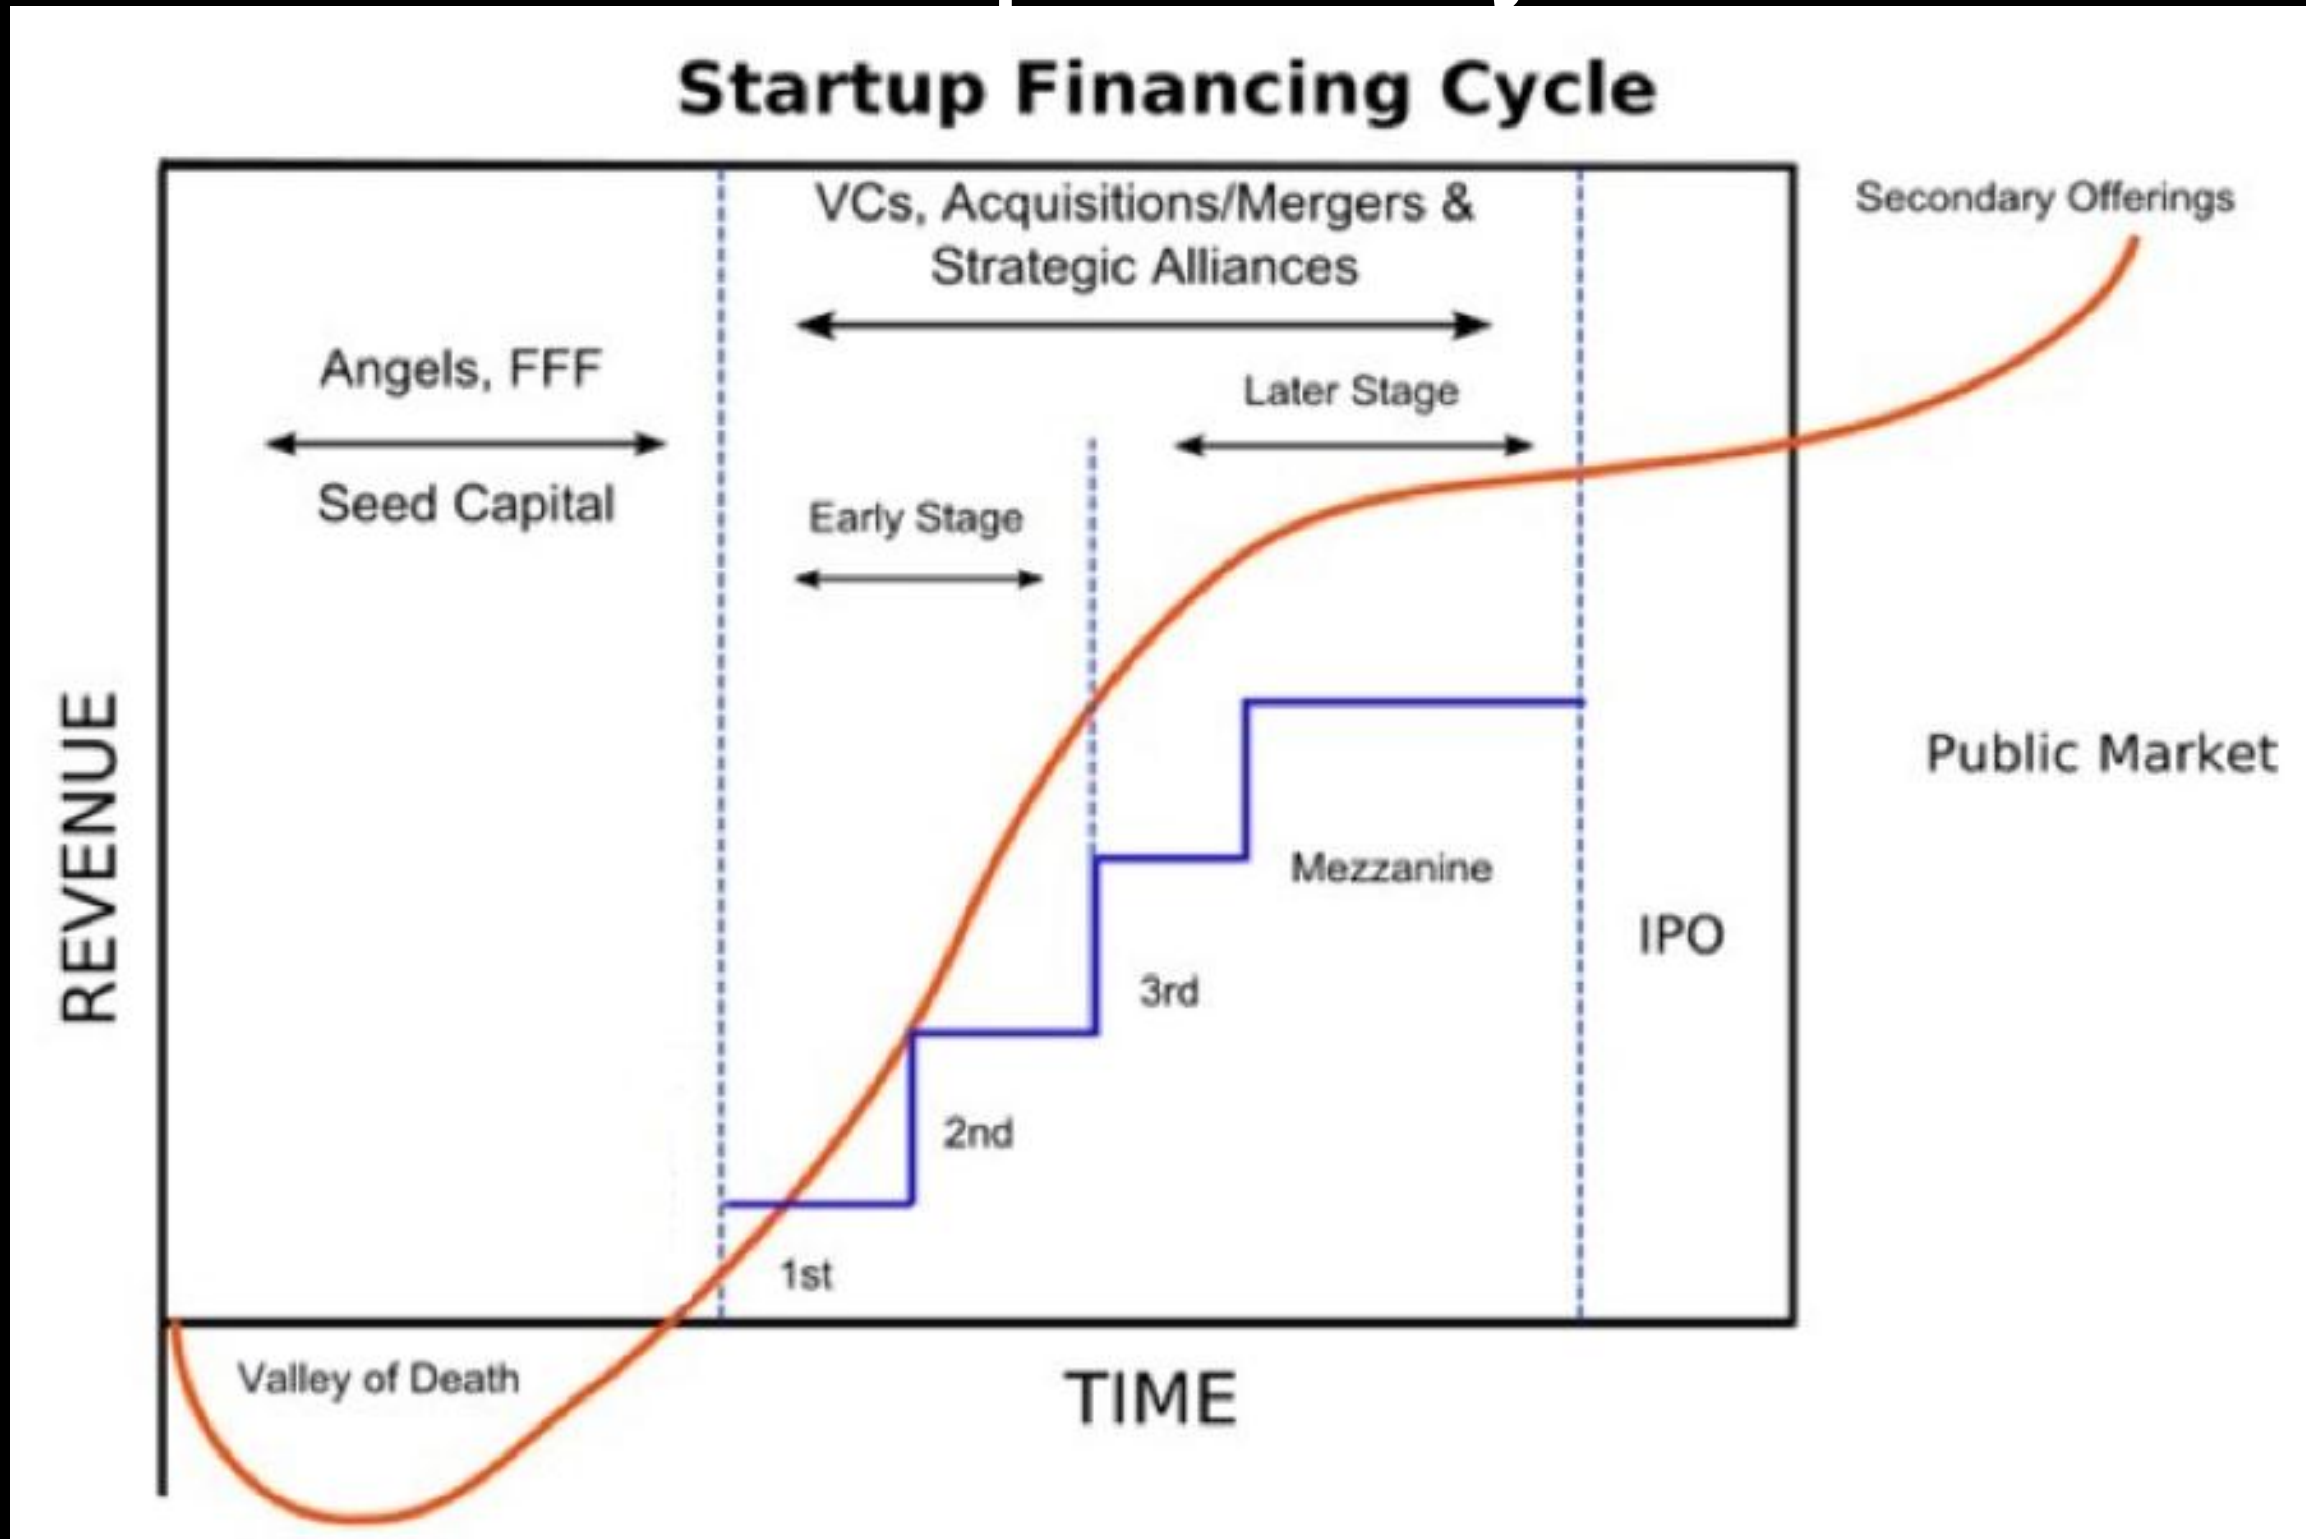 Startup Financing Cycle
VCs, Acquisitions/Mergers &
Strategic Alliances
Secondary Offerings
Angels, FFF
Later Stage
Seed Capital
Early Stage
REVENUE
Public Market
Mezzanine
IPO
3rd
2nd
1st
Valley of Death
TIME